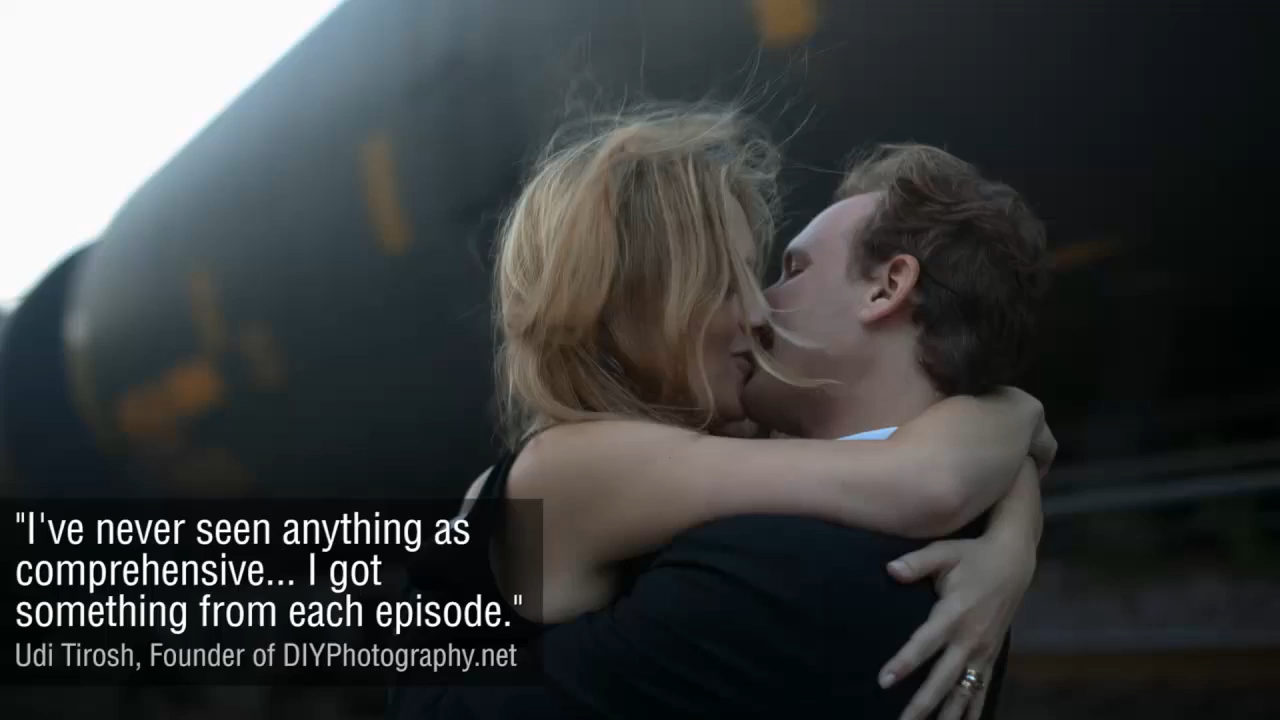 "I've never seen anything as
comprehensive... I got
something from each episode."
Udi Tirosh, Founder of DIYPhotography.net